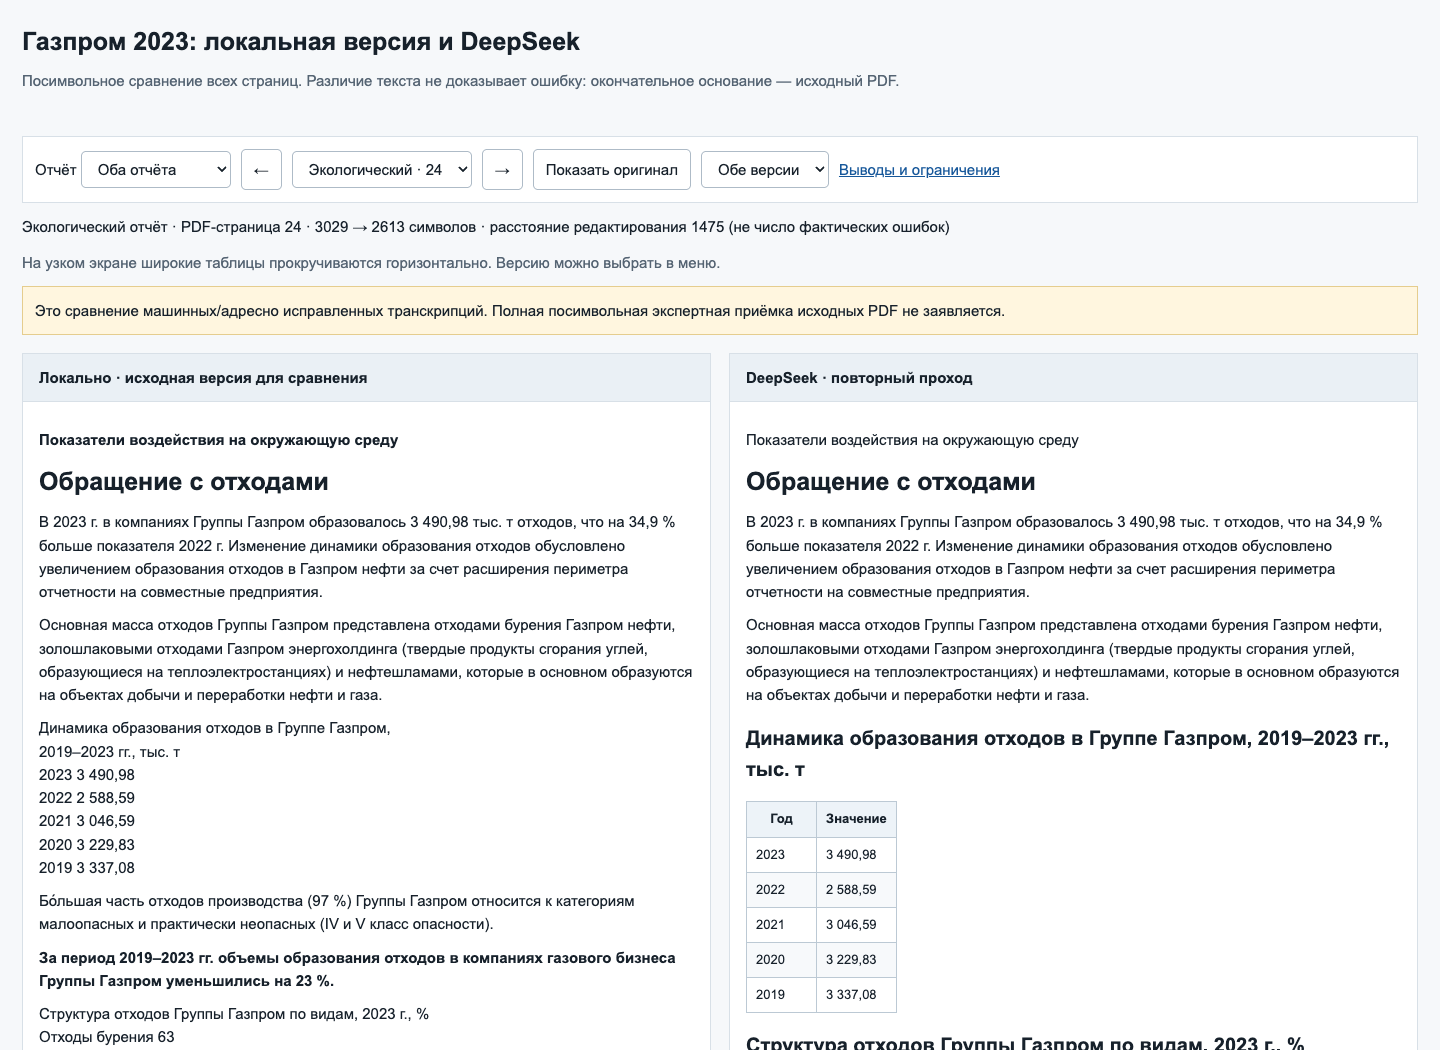 Газпром 2023: локальная версия и DeepSeek
Посимвольное сравнение всех страниц. Различие текста не доказывает ошибку: окончательное основание — исходный PDF.
Отчёт Оба отчёта ← Экологический · 24 → Показать оригинал Обе версии Выводы и ограничения
Экологический отчёт · PDF-страница 24 · 3029 → 2613 символов · расстояние редактирования 1475 (не число фактических ошибок)
На узком экране широкие таблицы прокручиваются горизонтально. Версию можно выбрать в меню.
Это сравнение машинных/адресно исправленных транскрипций. Полная посимвольная экспертная приёмка исходных PDF не заявляется.
Локально · исходная версия для сравнения
Показатели воздействия на окружающую среду
Обращение с отходами
В 2023 г. в компаниях Группы Газпром образовалось 3 490,98 тыс. т отходов, что на 34,9 %
больше показателя 2022 г. Изменение динамики образования отходов обусловлено
увеличением образования отходов в Газпром нефти за счет расширения периметра
отчетности на совместные предприятия.
Основная масса отходов Группы Газпром представлена отходами бурения Газпром нефти,
золошлаковыми отходами Газпром энергохолдинга (твердые продукты сгорания углей,
образующиеся на теплоэлектростанциях) и нефтешламами, которые в основном образуются
на объектах добычи и переработки нефти и газа.
Динамика образования отходов в Группе Газпром,
2019–2023 гг., тыс. т
2023 3 490,98
2022 2 588,59
2021 3 046,59
2020 3 229,83
2019 3 337,08
Бо́льшая часть отходов производства (97 %) Группы Газпром относится к категориям
малоопасных и практически неопасных (IV и V класс опасности).
За период 2019–2023 гг. объемы образования отходов в компаниях газового бизнеса
Группы Газпром уменьшились на 23 %.
Структура отходов Группы Газпром по видам, 2023 г., %
Отходы бурения 63
DeepSeek · повторный проход
Показатели воздействия на окружающую среду
Обращение с отходами
В 2023 г. в компаниях Группы Газпром образовалось 3 490,98 тыс. т отходов, что на 34,9 %
больше показателя 2022 г. Изменение динамики образования отходов обусловлено
увеличением образования отходов в Газпром нефти за счет расширения периметра
отчетности на совместные предприятия.
Основная масса отходов Группы Газпром представлена отходами бурения Газпром нефти,
золошлаковыми отходами Газпром энергохолдинга (твердые продукты сгорания углей,
образующиеся на теплоэлектростанциях) и нефтешламами, которые в основном образуются
на объектах добычи и переработки нефти и газа.
Динамика образования отходов в Группе Газпром, 2019–2023 гг.,
тыс. т
Год Значение
2023 3 490,98
2022 2 588,59
2021 3 046,59
2020 3 229,83
2019 3 337,08
Структура отходов Группы Газпром по видам, 2023 г., %